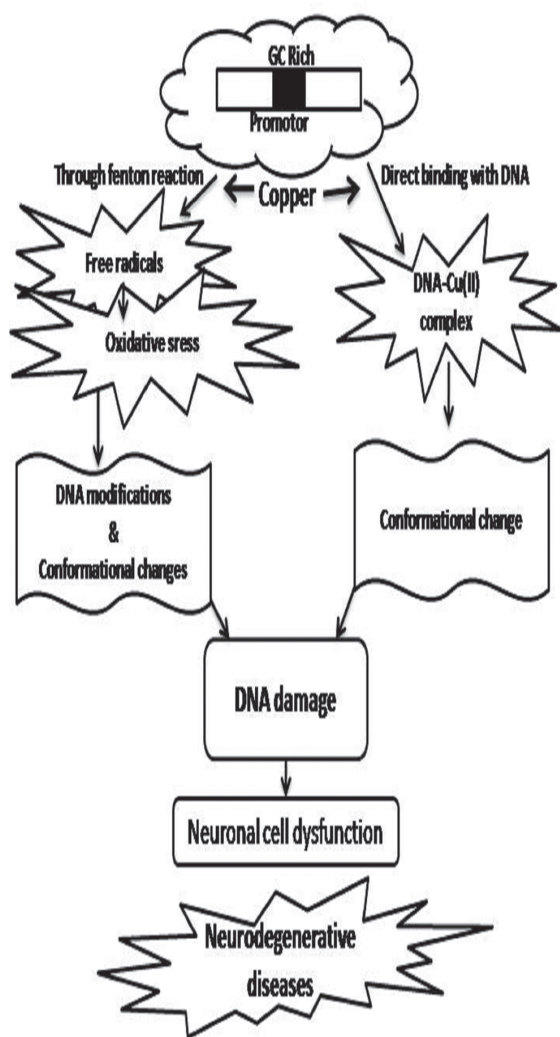 GC Rich
Promotor
Through fenton reaction
Copper
Direct binding with DNA
Free radicals
Oxidative sress
DNA-Cu(II)
complex
DNA modifications
&
Conformational changes
Conformational change
DNA damage
Neuronal cell dysfunction
Neurodegenerative
diseases